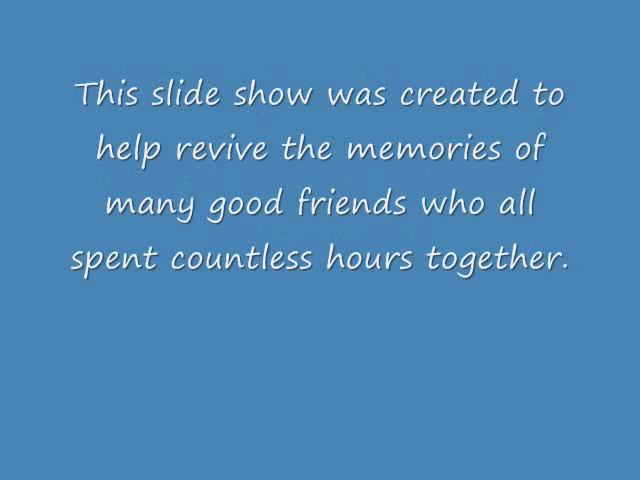 This slide show was created to
help revive the memories of
many good friends who all
spent countless hours together.